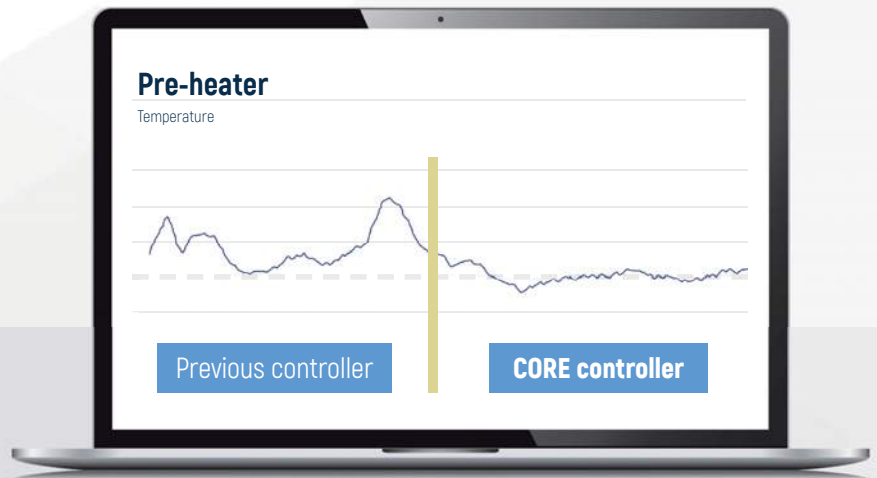 Pre-heater
Temperature
Previous controller
CORE controller